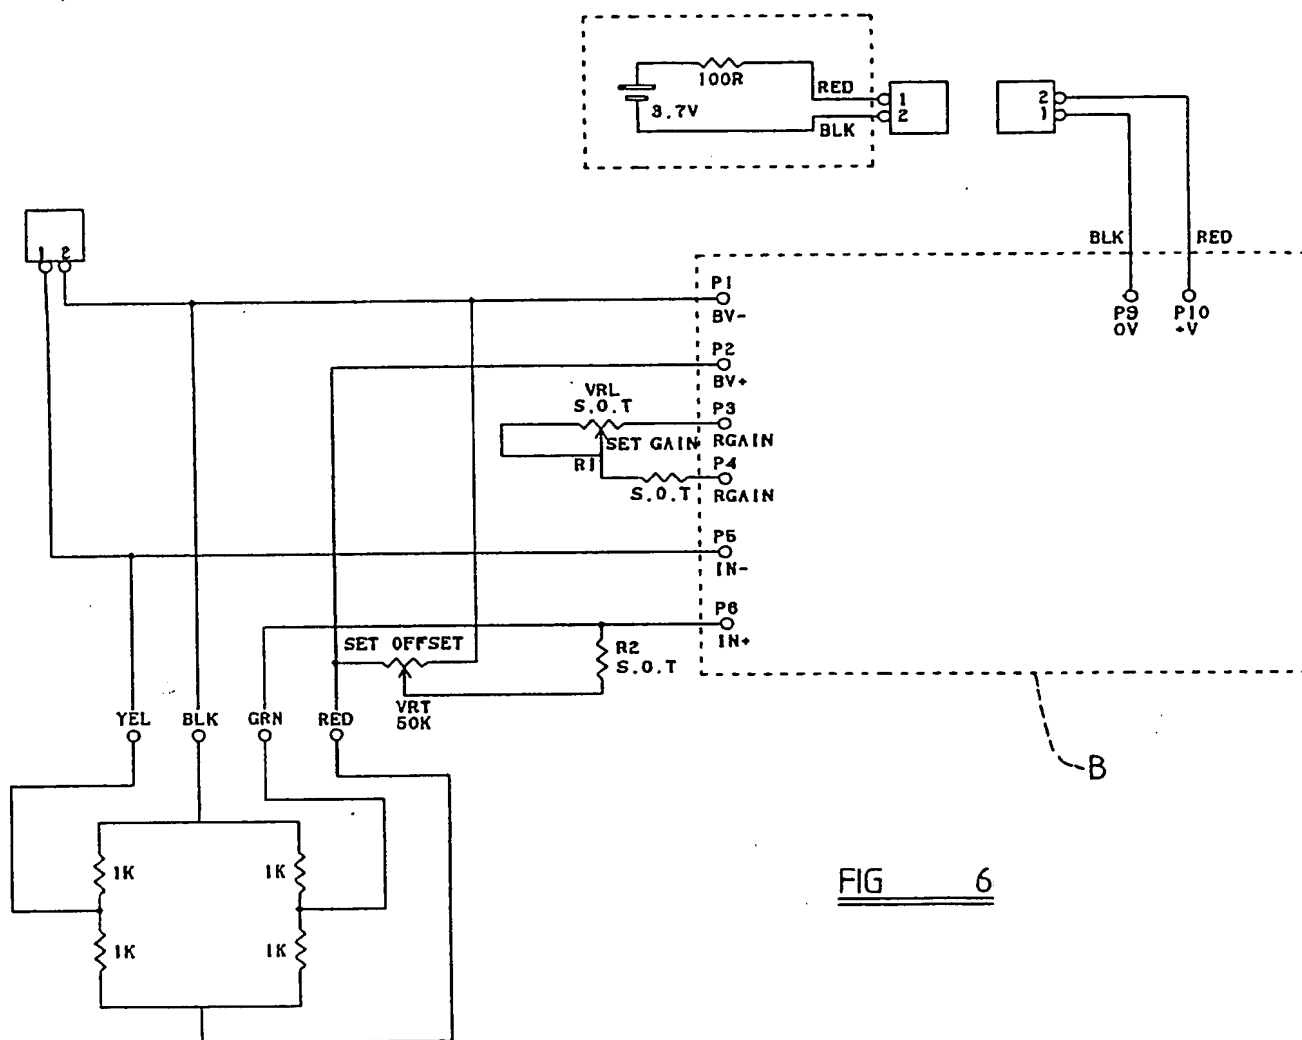 100R
3.7V
RED
BLK
1
2
2
1
BLK
RED
1 2
P1
BV-
P2
BV+
P9
0V
P10
+V
VRL
S.O.T
P3
SET GAIN
RGAIN
R1
P4
S.O.T
RGAIN
P5
IN-
P6
IN+
SET OFFSET
R2
S.O.T
VRT
50K
YEL BLK GRN RED
B
1K
1K
1K
1K
FIG 6